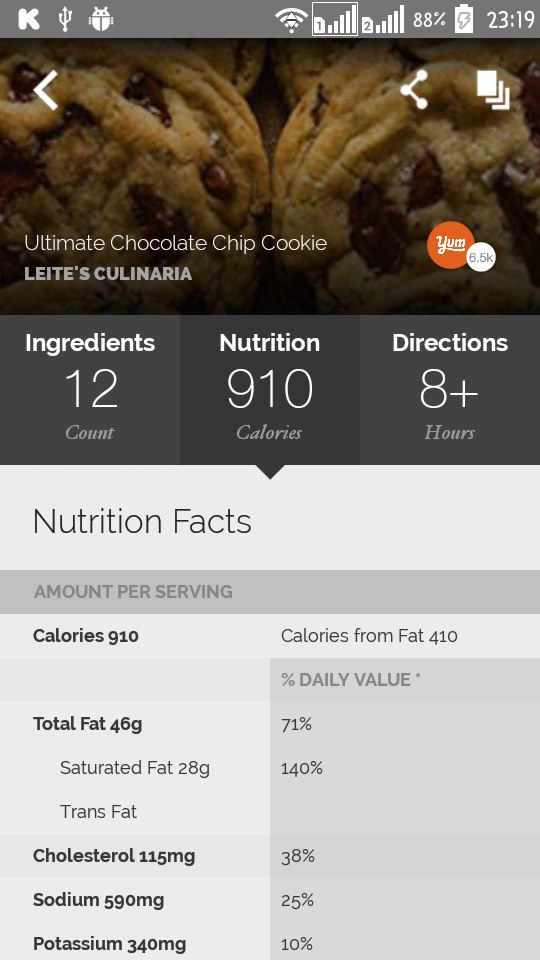 1 2 88% 23:19
Ultimate Chocolate Chip Cookie
LEITE'S CULINARIA
Yum
6.5k
Ingredients Nutrition Directions
12 910 8+
Count Calories Hours
Nutrition Facts
AMOUNT PER SERVING
Calories 910 Calories from Fat 410
% DAILY VALUE *
Total Fat 46g 71%
Saturated Fat 28g 140%
Trans Fat
Cholesterol 115mg 38%
Sodium 590mg 25%
Potassium 340mg 10%